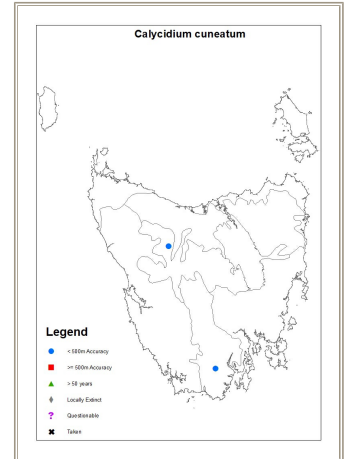 Calycidium cuneatum
Legend
< 500m Accuracy
>= 500m Accuracy
> 50 years
Locally Extinct
Questionable
Taken